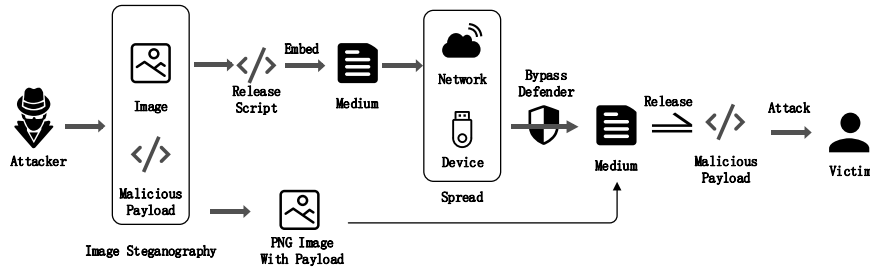 Attacker
Image
Malicious
Payload
Image Steganography
Release
Script
Embed
Medium
PNG Image
With Payload
Network
Device
Spread
Bypass
Defender
Medium
Release
Malicious
Payload
Attack
Victim